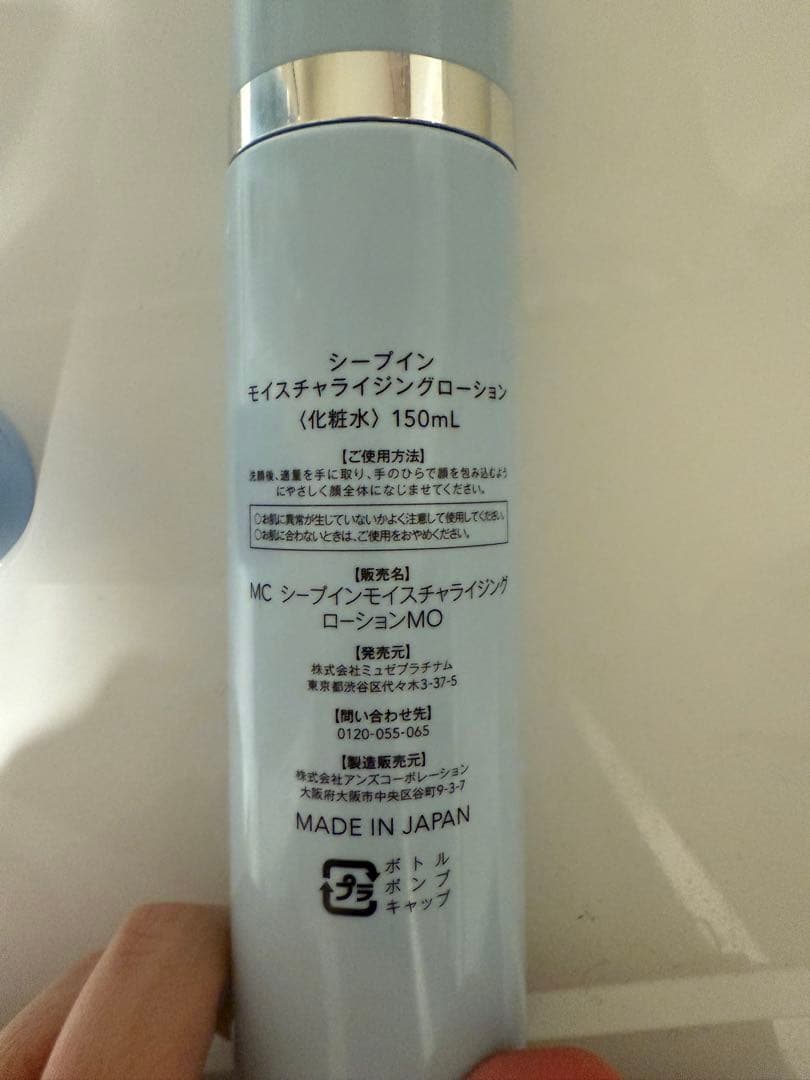 シープイン
モイスチャライジングローション
〈化粧水〉 150mL
【ご使用方法】
洗顔後、適量を手に取り、手のひらで顔を包み込むよう
にやさしく顔全体になじませてください。
○お肌に異常が生じていないかよく注意して使用してください。
○お肌に合わないときは、ご使用をおやめください。
【販売名】
MC シープインモイスチャライジング
ローションMO
【発売元】
株式会社ミュゼプラチナム
東京都渋谷区代々木3-37-5
【問い合わせ先】
0120-055-065
【製造販売元】
株式会社アンズコーポレーション
大阪府大阪市中央区谷町9-3-7
MADE IN JAPAN
プラ
ボトル
ポンプ
キャップ